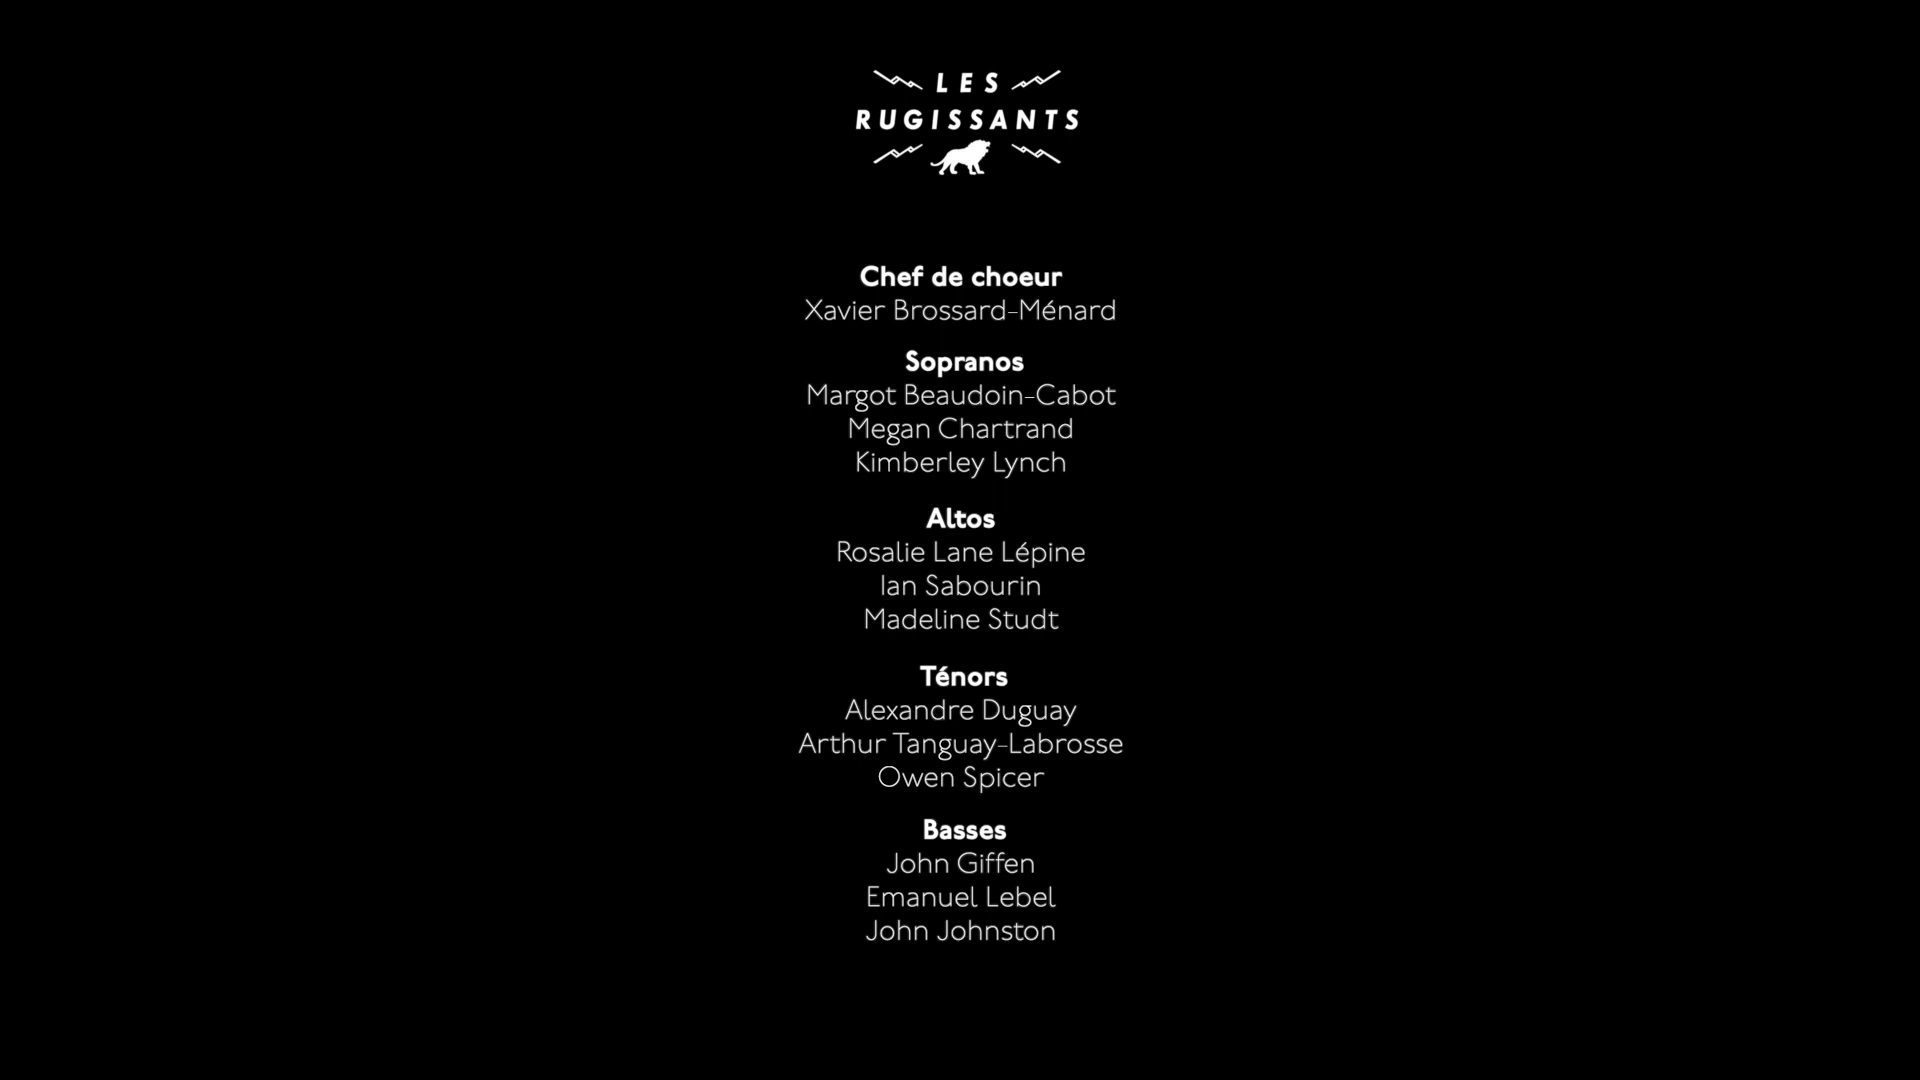 LES
RUGISSANTS
Chef de choeur
Xavier Brossard-Ménard
Sopranos
Margot Beaudoin-Cabot
Megan Chartrand
Kimberley Lynch
Altos
Rosalie Lane Lépine
Ian Sabourin
Madeline Studt
Ténors
Alexandre Duguay
Arthur Tanguay-Labrosse
Owen Spicer
Basses
John Giffen
Emanuel Lebel
John Johnston